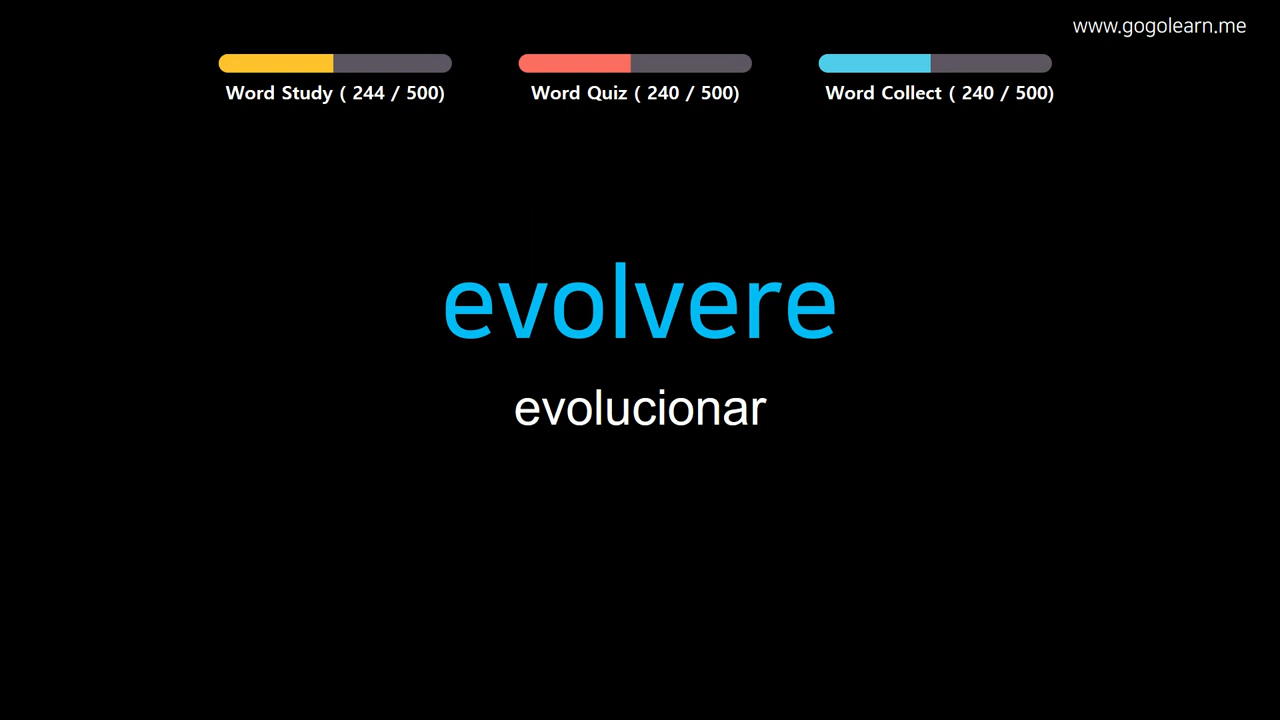 www.gogolearn.me
Word Study ( 244 / 500)
Word Quiz ( 240 / 500)
Word Collect ( 240 / 500)
evolvere
evolucionar